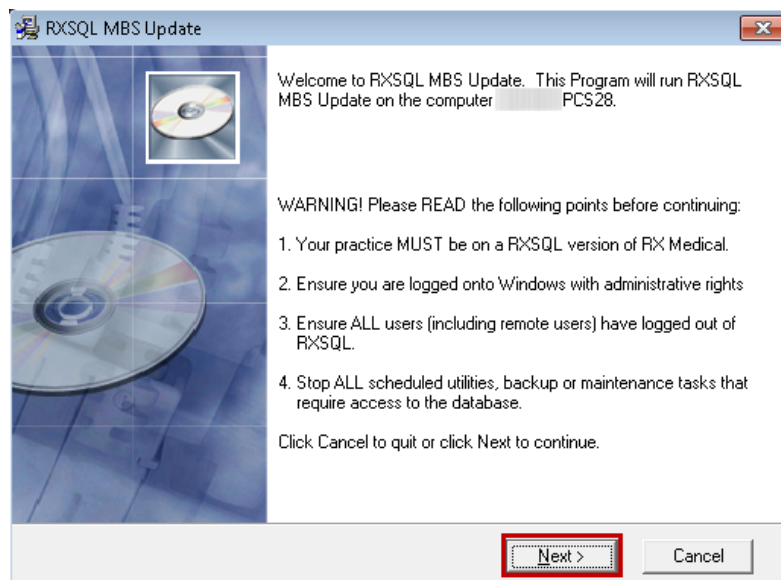 RXSQL MBS Update
Welcome to RXSQL MBS Update. This Program will run RXSQL
MBS Update on the computer PCS28.
WARNING! Please READ the following points before continuing:
1. Your practice MUST be on a RXSQL version of RX Medical.
2. Ensure you are logged onto Windows with administrative rights
3. Ensure ALL users (including remote users) have logged out of
RXSQL.
4. Stop ALL scheduled utilities, backup or maintenance tasks that
require access to the database.
Click Cancel to quit or click Next to continue.
Next >
Cancel